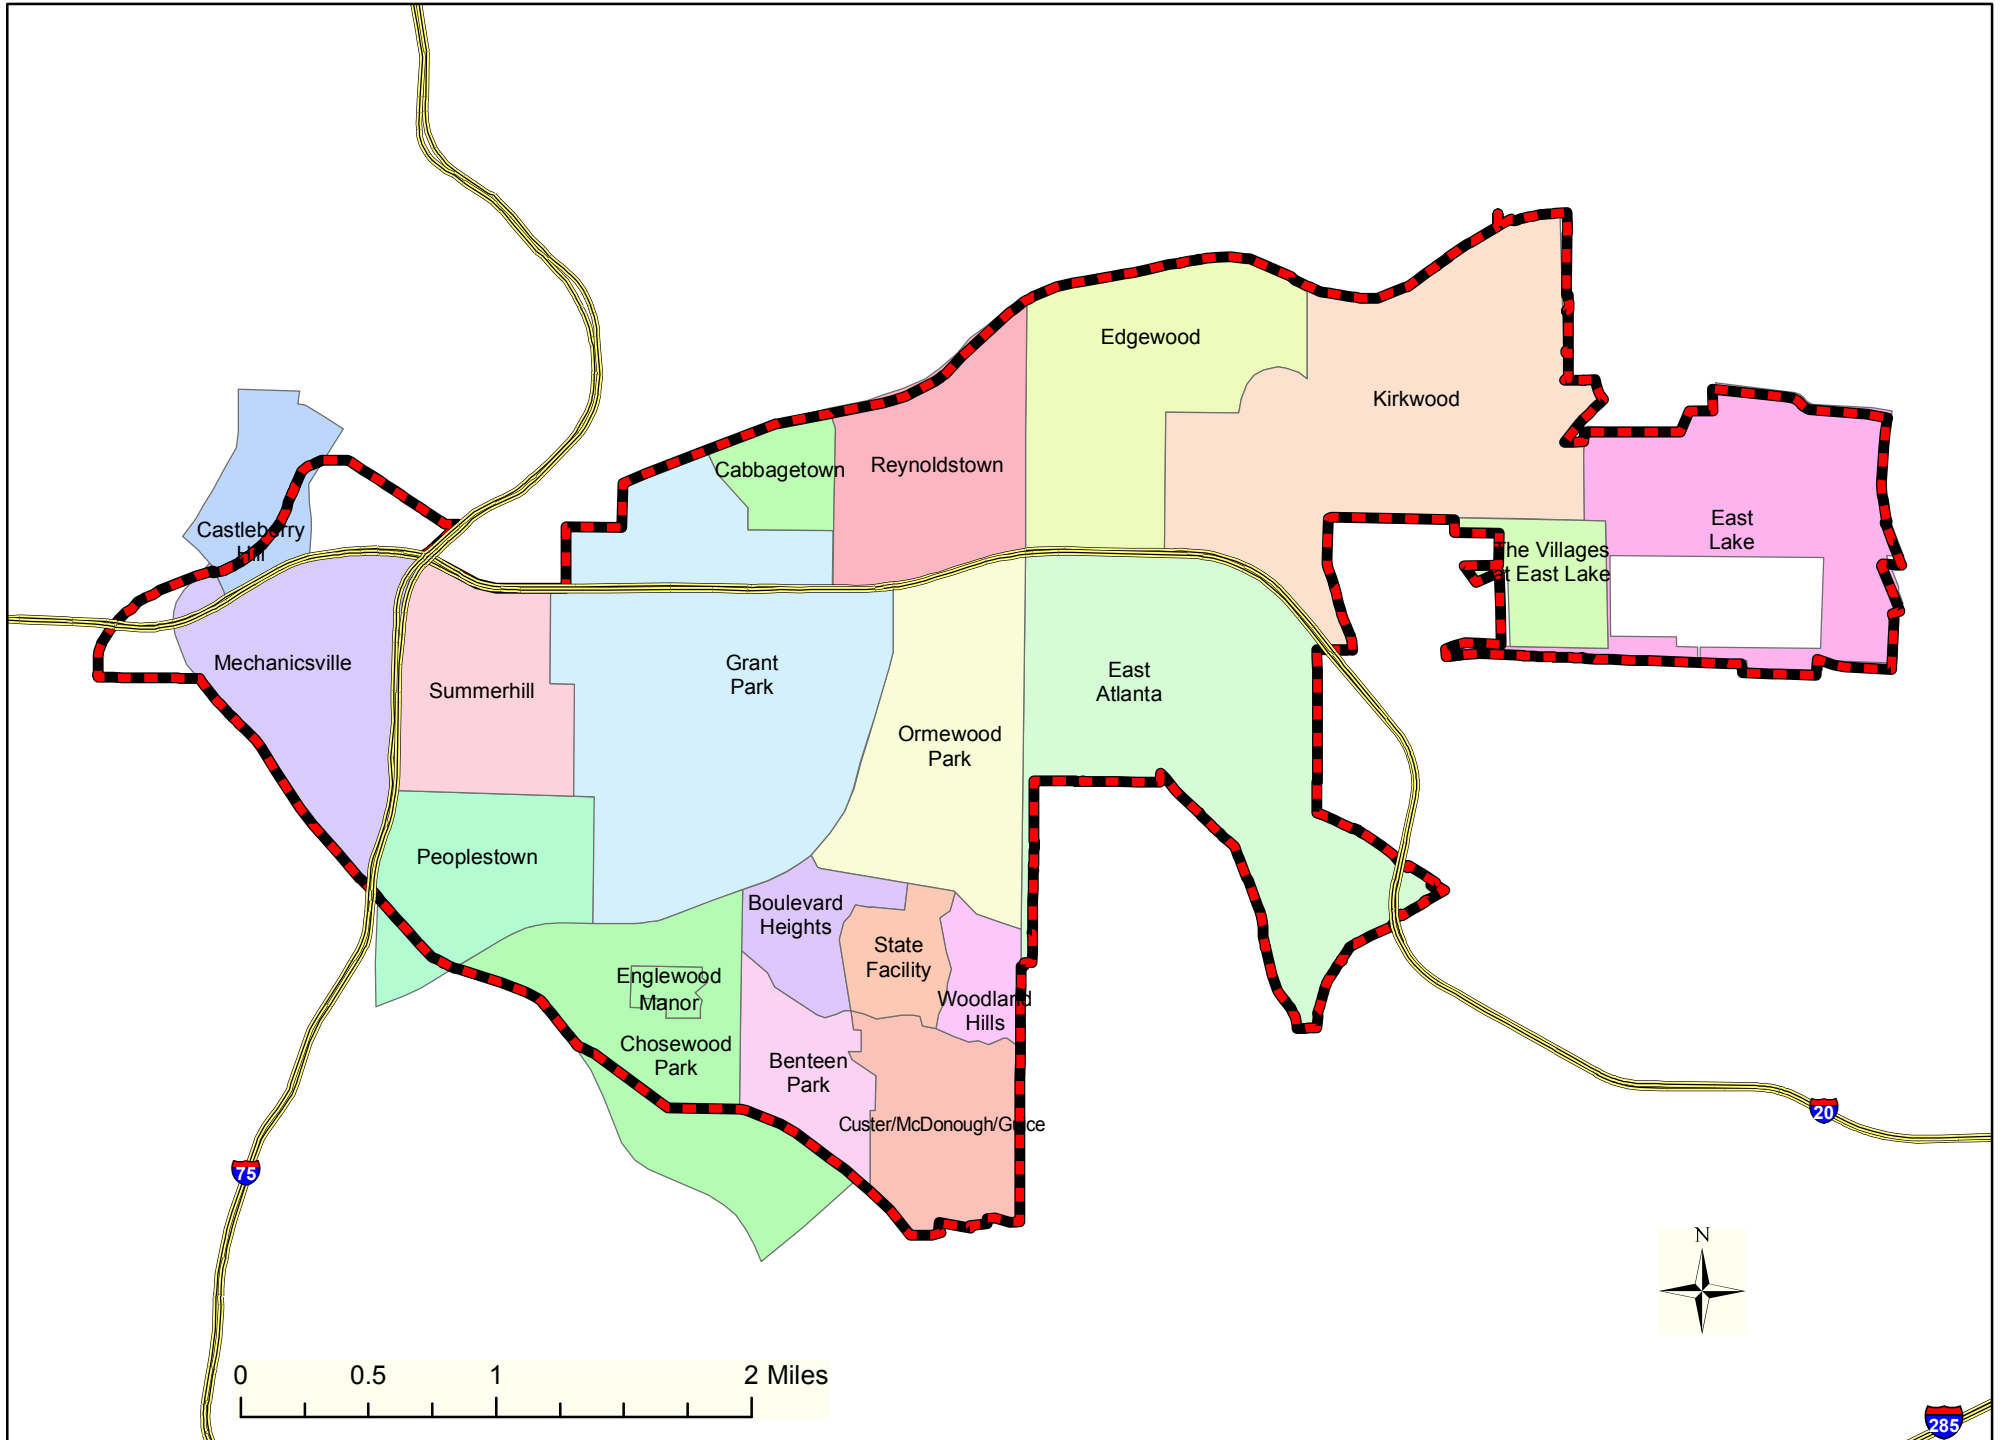 Edgewood
Kirkwood
Cabbagetown
Reynoldstown
Castleberry
Hill
East
Lake
The Villages
at East Lake
Mechanicsville
Summerhill
Grant
Park
East
Atlanta
Ormewood
Park
Peoplestown
Boulevard
Heights
State
Facility
Englewood
Manor
Woodland
Hills
Chosewood
Park
Benteen
Park
Custer/McDonough/Guice
20
75
N
0 0.5 1 2 Miles
285